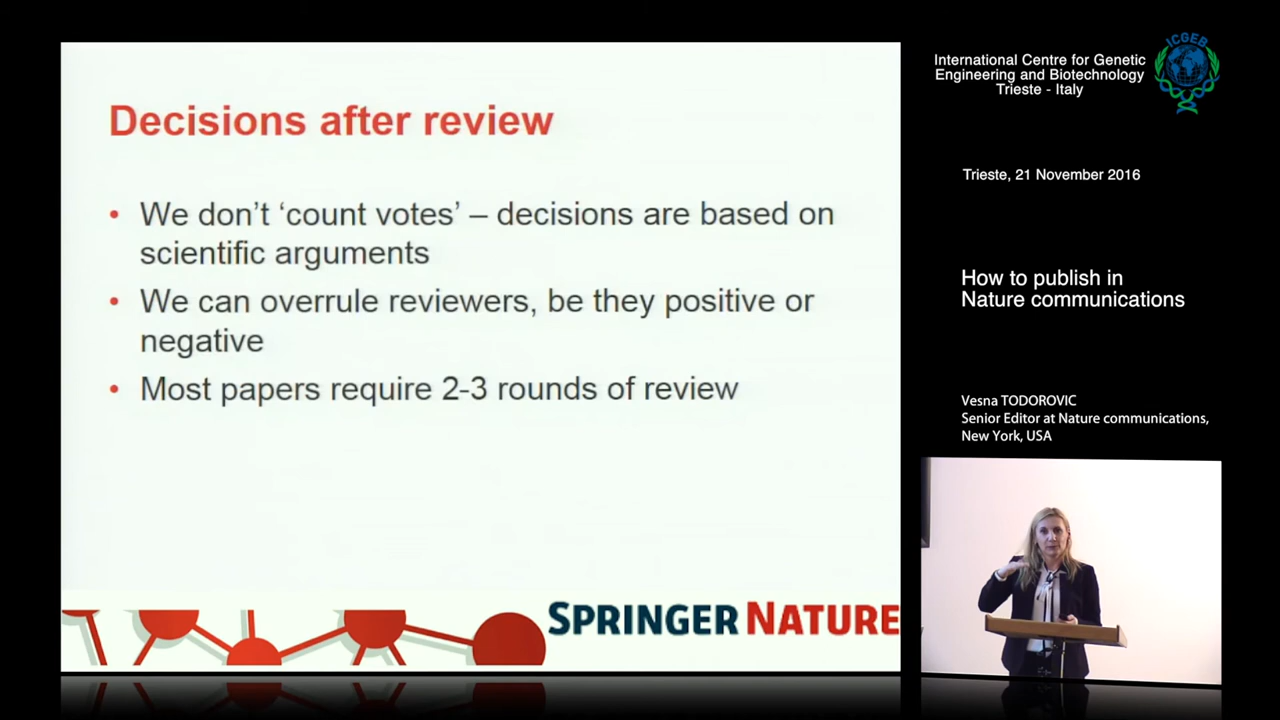 Decisions after review
• We don't 'count votes' – decisions are based on
scientific arguments
• We can overrule reviewers, be they positive or
negative
• Most papers require 2-3 rounds of review
SPRINGER NATURE
International Centre for Genetic
Engineering and Biotechnology
Trieste - Italy
ICGEB
Trieste, 21 November 2016
How to publish in
Nature communications
Vesna TODOROVIC
Senior Editor at Nature communications,
New York, USA